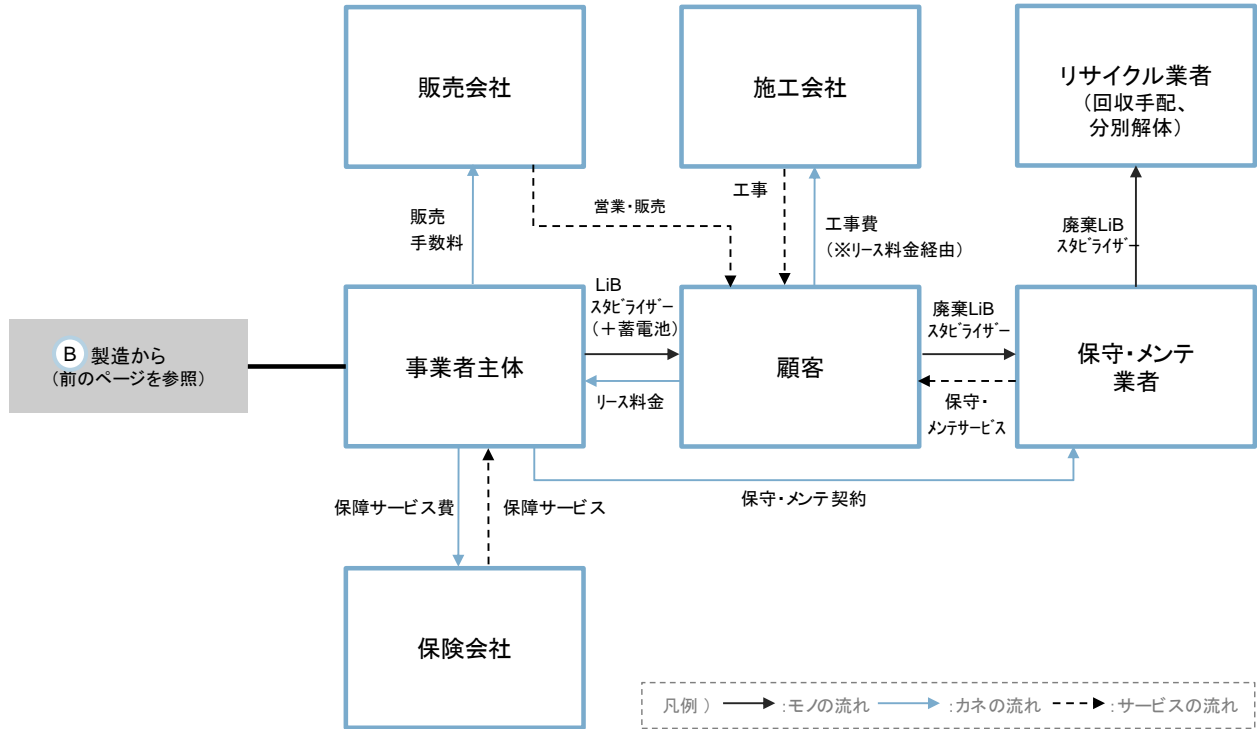 販売会社
施工会社
リサイクル業者
(回収手配、
分別解体)
販売
手数料
営業・販売
工事
工事費
(※リース料金経由)
廃棄LiB
ｽﾀﾋﾞﾗｲｻﾞｰ
B 製造から
(前のページを参照)
事業者主体
LiB
ｽﾀﾋﾞﾗｲｻﾞｰ
(＋蓄電池)
リース料金
顧客
廃棄LiB
ｽﾀﾋﾞﾗｲｻﾞｰ
保守・
ﾒﾝﾃサービス
保守・メンテ
業者
保障サービス費
保障サービス
保守・メンテ契約
保険会社
凡例） :モノの流れ :カネの流れ :サービスの流れ